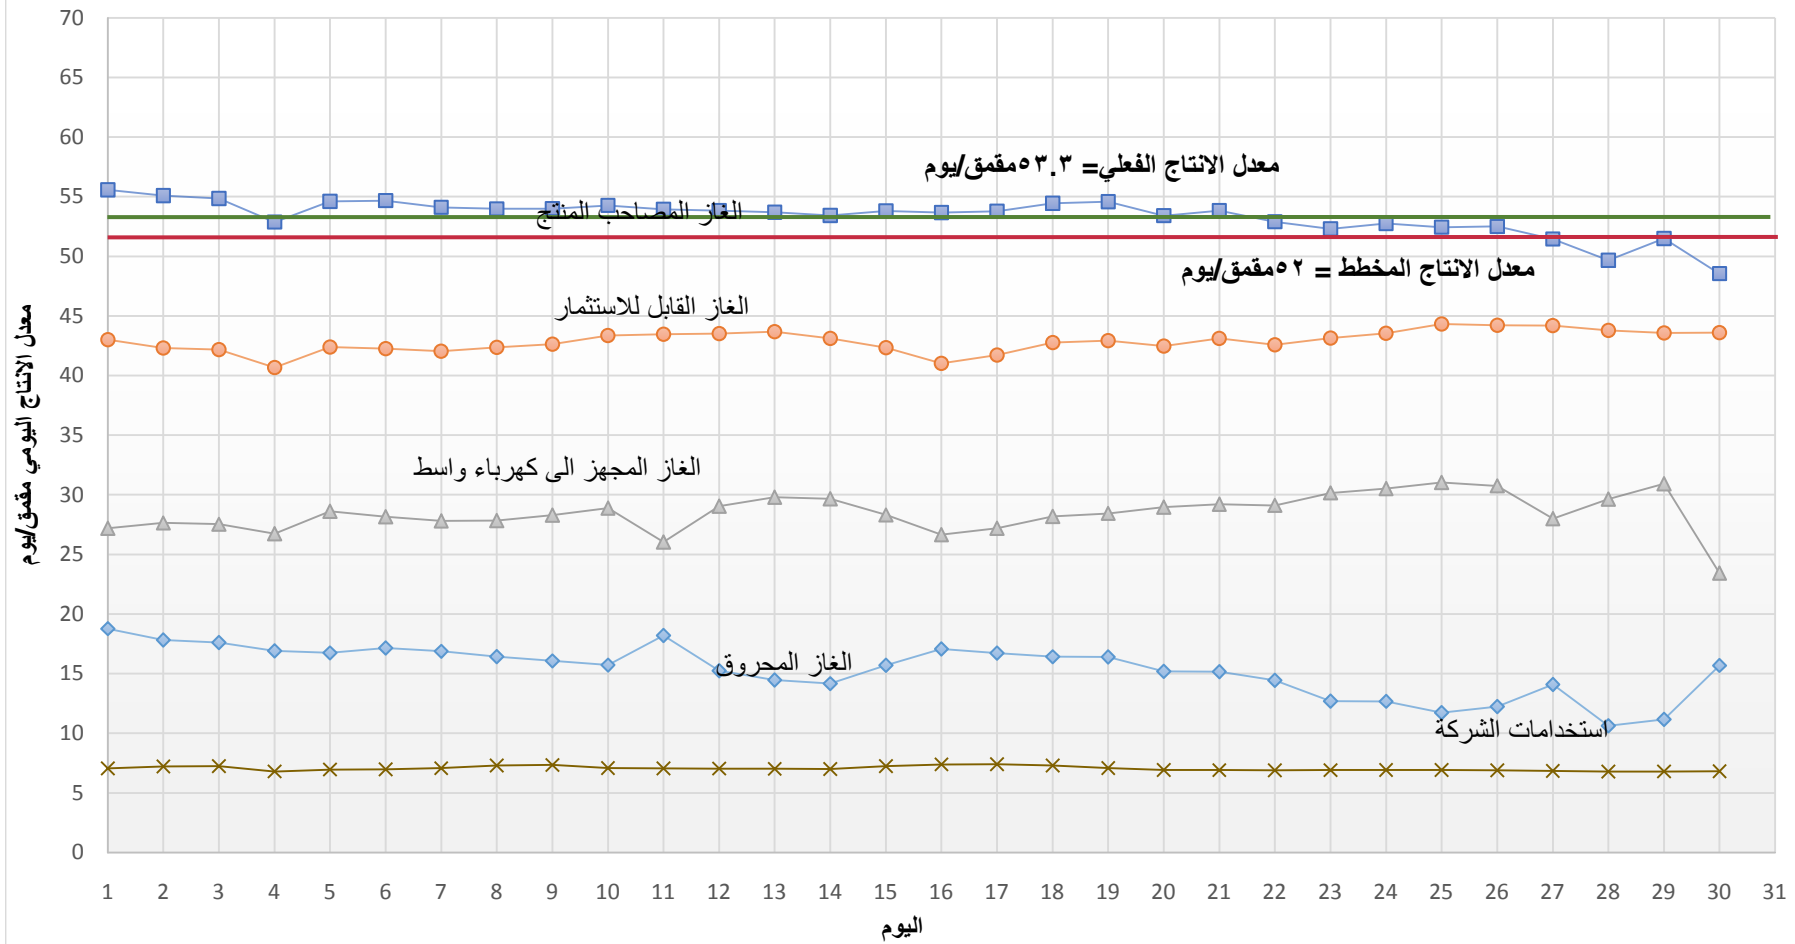 70
65
60
55
50
45
40
35
30
25
20
15
10
5
0
معدل الانتاج اليومي مقمق/يوم
معدل الانتاج الفعلي= ٥٣.٣مقمق/يوم
الغاز المصاحب المنتج
معدل الانتاج المخطط = ٥٢مقمق/يوم
الغاز القابل للاستثمار
الغاز المجهز الى كهرباء واسط
الغاز المحروق
استخدامات الشركة
1 2 3 4 5 6 7 8 9 10 11 12 13 14 15 16 17 18 19 20 21 22 23 24 25 26 27 28 29 30 31
اليوم